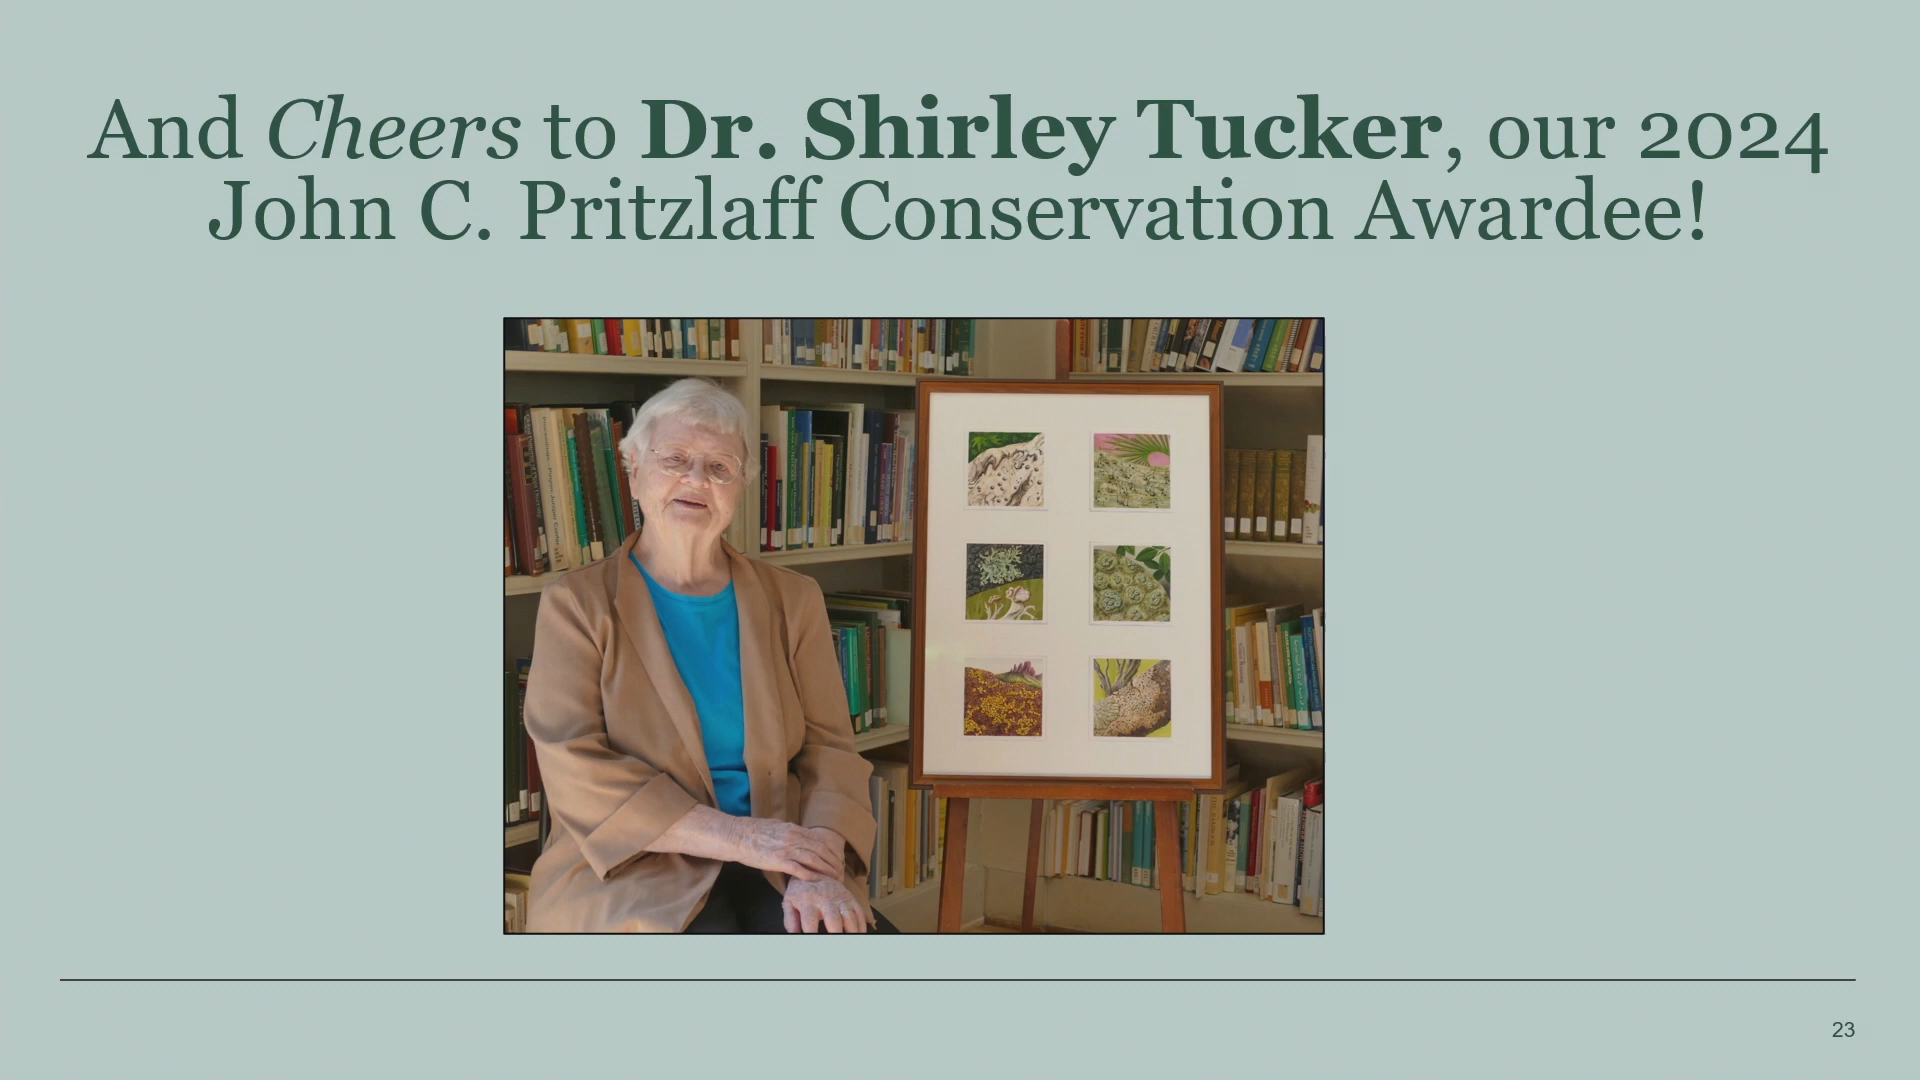 And Cheers to Dr. Shirley Tucker, our 2024
John C. Pritzlaff Conservation Awardee!
23